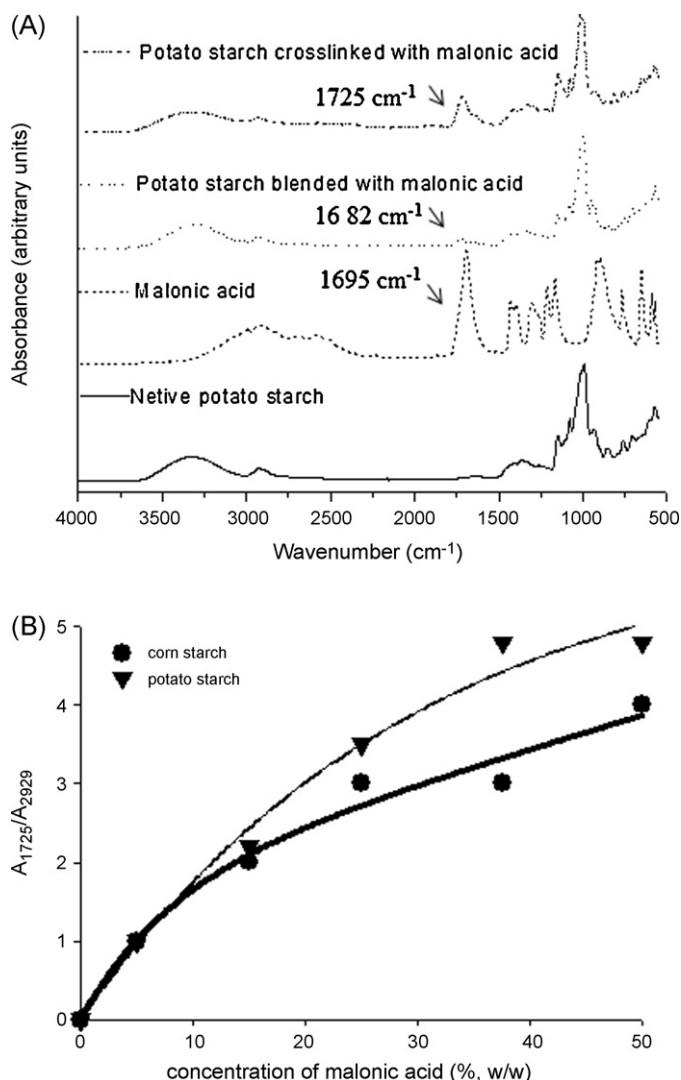 (A)
Potato starch crosslinked with malonic acid
1725 cm-1
Potato starch blended with malonic acid
16 82 cm-1
Malonic acid
1695 cm-1
Netive potato starch
Absorbance (arbitrary units)
4000 3500 3000 2500 2000 1500 1000 500
Wavenumber (cm-1)
(B)
5
corn starch
potato starch
4
3
2
1
0
A1725/A2929
0 10 20 30 40 50
concentration of malonic acid (%, w/w)